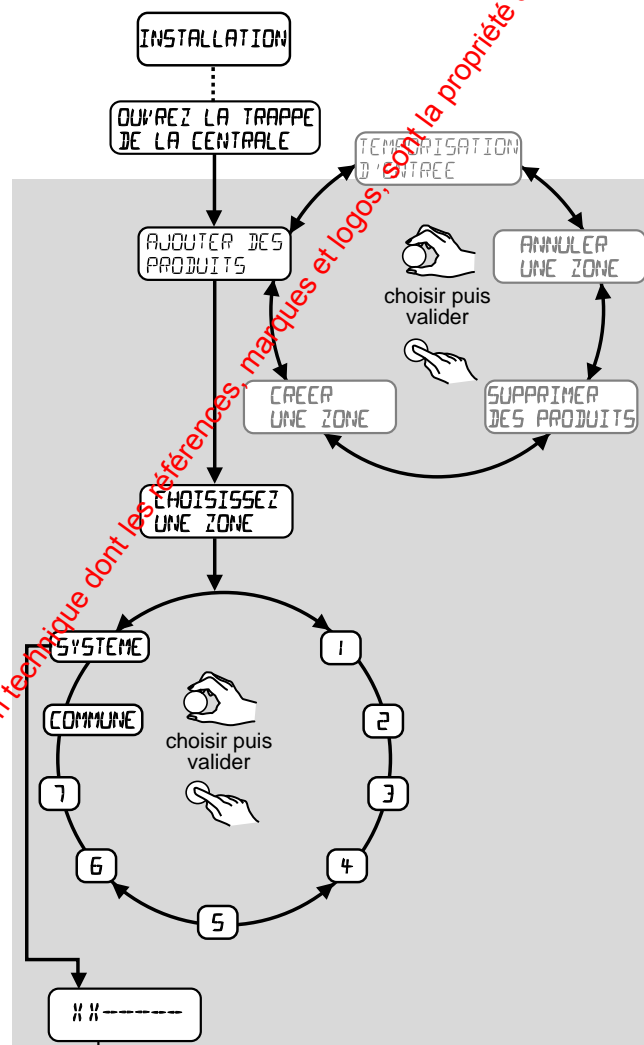 INSTALLATION
OUVREZ LA TRAPPE
DE LA CENTRALE
TEMPORISATION
D'ENTREE
AJOUTER DES
PRODUITS
ANNULER
UNE ZONE
choisir puis
valider
CREER
UNE ZONE
SUPPRIMER
DES PRODUITS
CHOISISSEZ
UNE ZONE
SYSTEME
1
COMMUNE
2
choisir puis
valider
7
3
6
4
5
XX-------
technique dont les références, marques et logos, sont la propriété